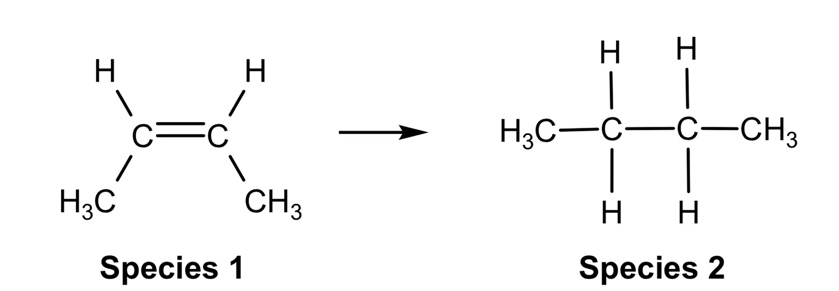 H H
C C
H₃C CH₃
H H
H₃C C C CH₃
H H
Species 1
Species 2